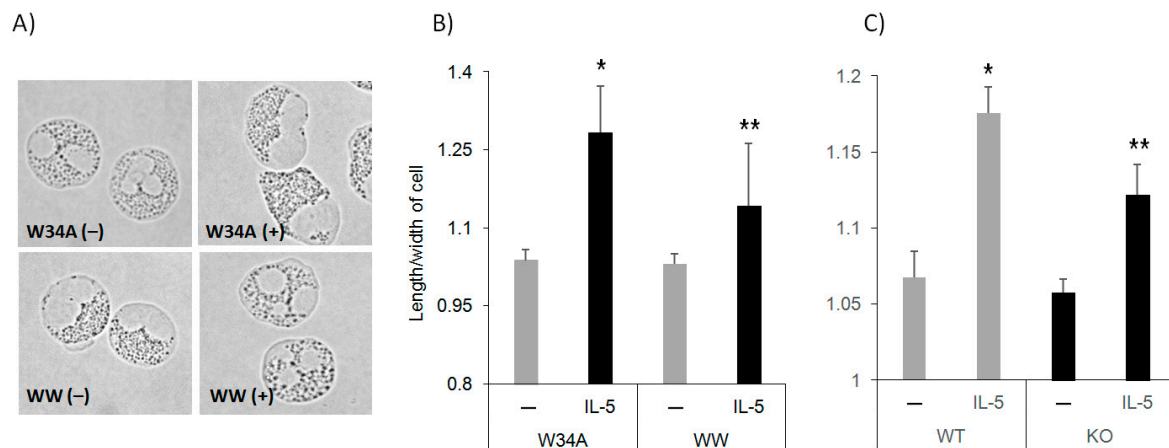 A)
W34A (–)
W34A (+)
WW (–)
WW (+)
B)
Length/width of cell
1.4
1.25
1.1
0.95
0.8
*
**
– IL-5 – IL-5
W34A WW
C)
1.2
1.15
1.1
1.05
1
*
**
– IL-5 – IL-5
WT KO